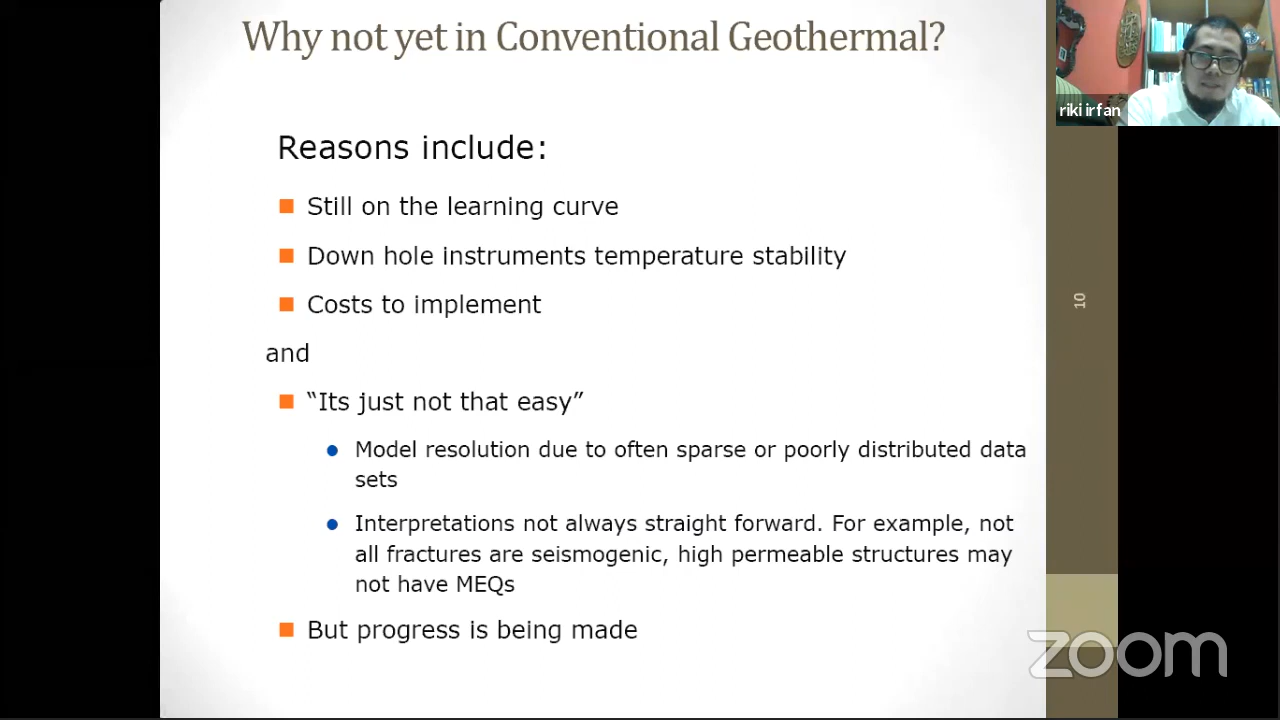 Why not yet in Conventional Geothermal?
riki irfan
Reasons include:
Still on the learning curve
Down hole instruments temperature stability
Costs to implement
and
“Its just not that easy”
Model resolution due to often sparse or poorly distributed data
sets
Interpretations not always straight forward. For example, not
all fractures are seismogenic, high permeable structures may
not have MEQs
But progress is being made
10
zoom